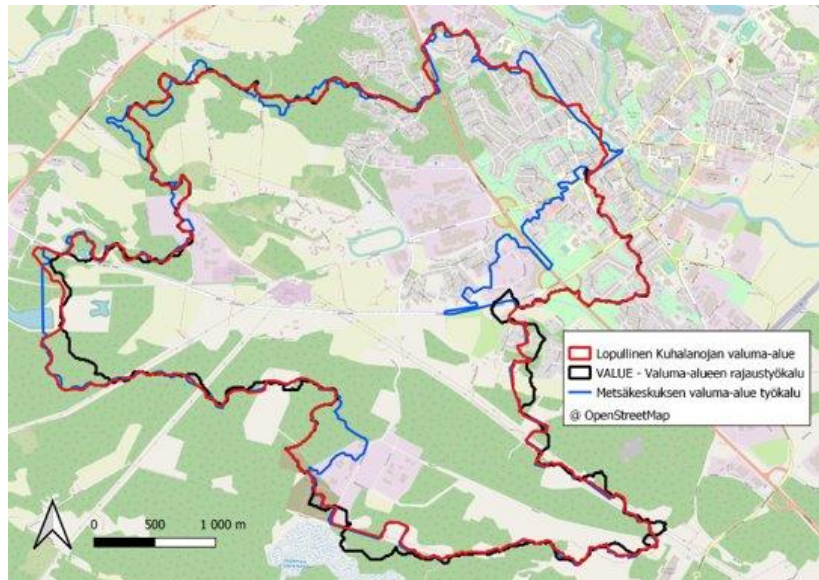 Lopullinen Kuhalanojan valuma-alue
VALUE - Valuma-alueen rajaustyökalu
Metsäkeskuksen valuma-alue työkalu
@ OpenStreetMap
0 500 1 000 m